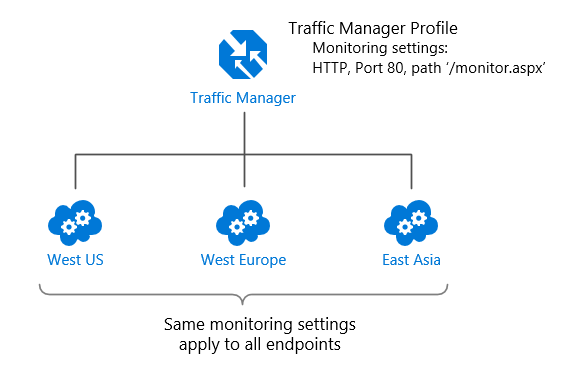 Traffic Manager Profile
Monitoring settings:
HTTP, Port 80, path ‘/monitor.aspx’
Traffic Manager
West US
West Europe
East Asia
Same monitoring settings
apply to all endpoints